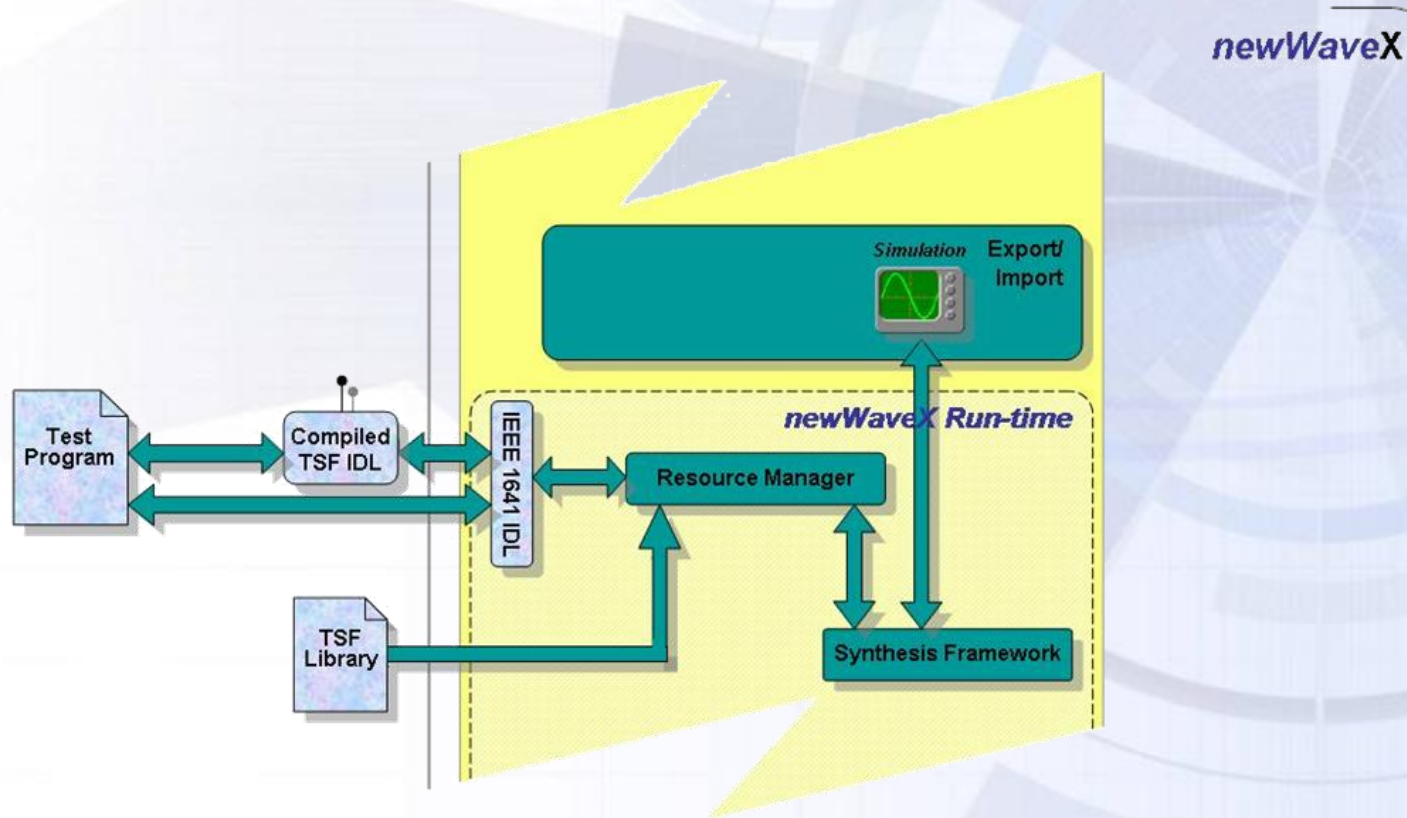 newWaveX
Simulation
Export/
Import
newWaveX Run-time
Test
Program
Compiled
TSF IDL
IEEE 1641 IDL
Resource Manager
TSF
Library
Synthesis Framework